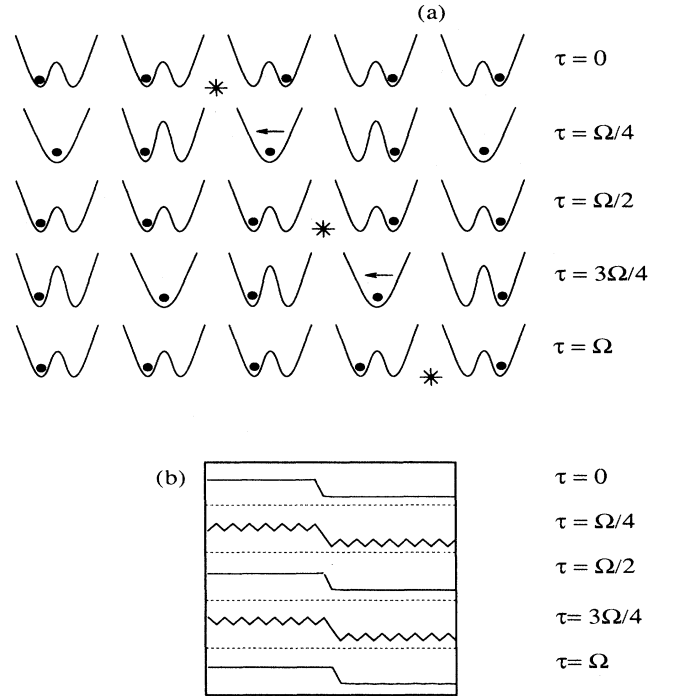 (a)
τ = 0
τ = Ω/4
τ = Ω/2
τ = 3Ω/4
τ = Ω
(b)
τ = 0
τ = Ω/4
τ = Ω/2
τ= 3Ω/4
τ= Ω